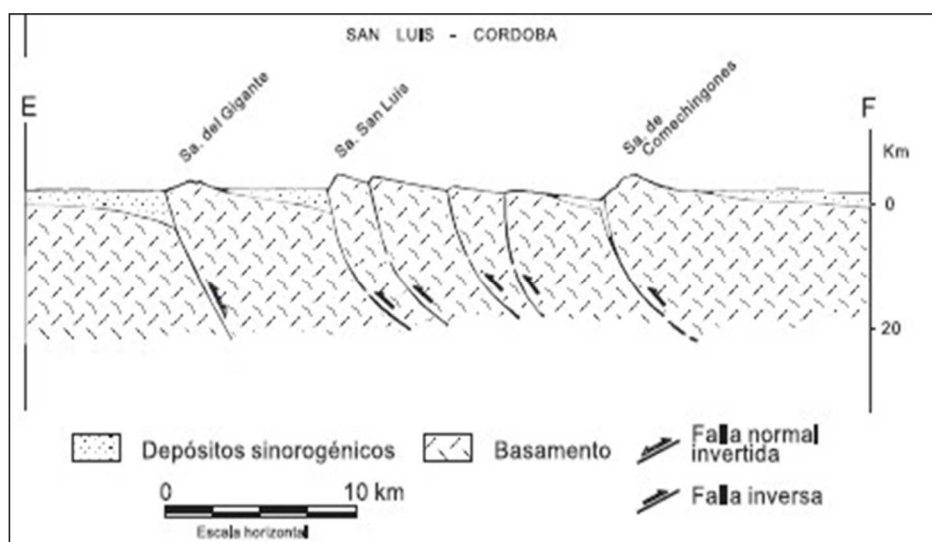 SAN LUIS - CORDOBA
E
Sa. del Gigante
Sa. San Luis
Sa. de
Comechingones
F
Km
0
20
Depósitos sinorogénicos
Basamento
Falla normal
invertida
Falla inversa
0
10 km
Escala horizontal